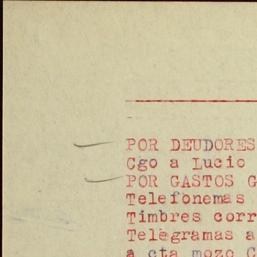 POR DEUDORES
Cgo a Lucio
POR GASTOS G
Telefonemas
Timbres corr
Telegramas a
a cta mozo C